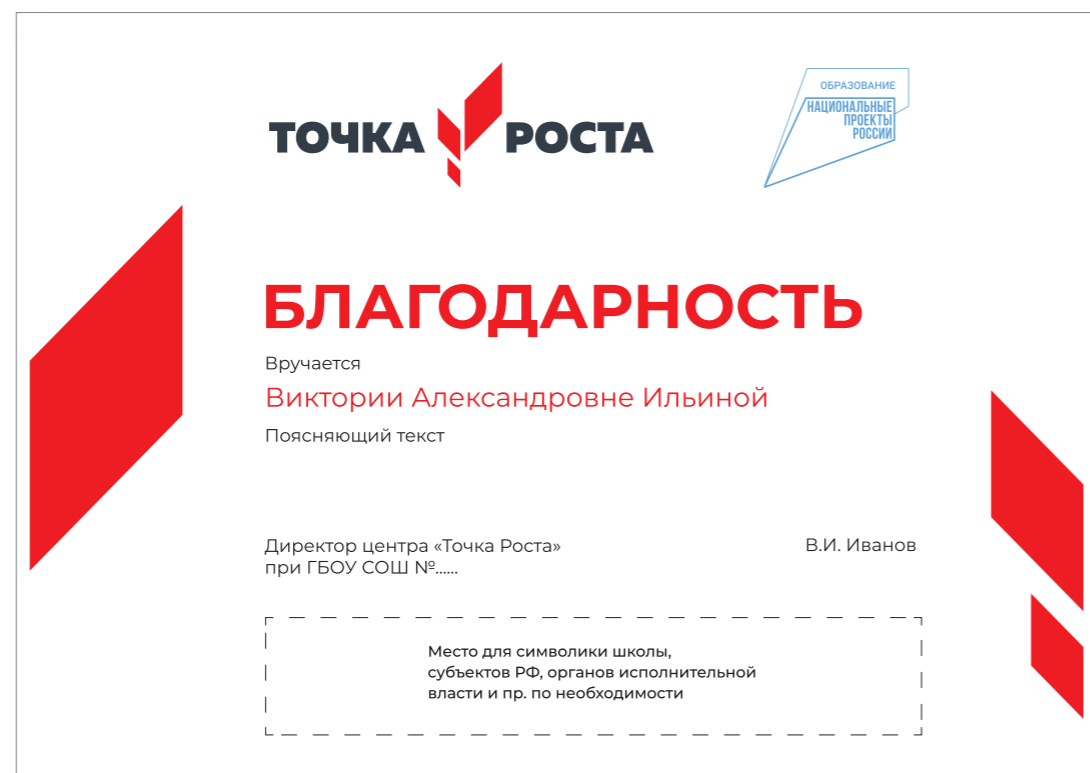 ТОЧКА РОСТА
ОБРАЗОВАНИЕ
НАЦИОНАЛЬНЫЕ
ПРОЕКТЫ
РОССИИ
БЛАГОДАРНОСТЬ
Вручается
Виктории Александровне Ильиной
Поясняющий текст
Директор центра «Точка Роста»
при ГБОУ СОШ №......
В.И. Иванов
Место для символики школы,
субъектов РФ, органов исполнительной
власти и пр. по необходимости